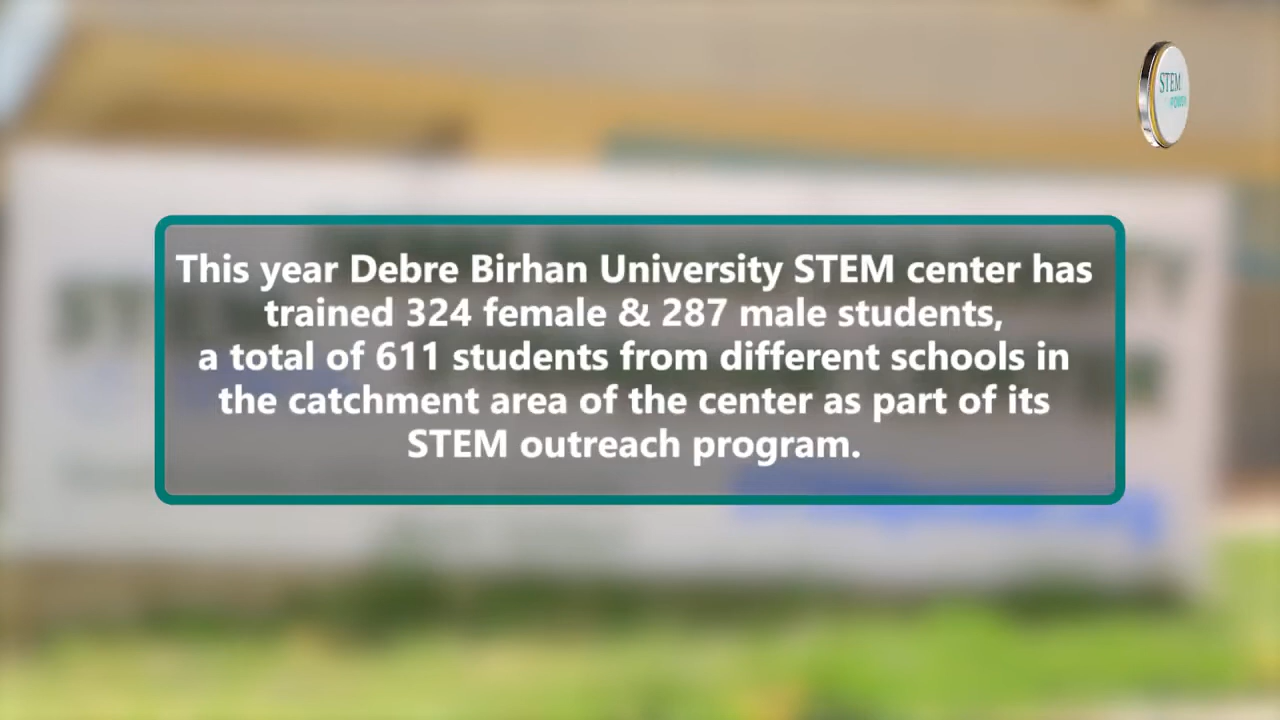 STEM
POWER
This year Debre Birhan University STEM center has
trained 324 female & 287 male students,
a total of 611 students from different schools in
the catchment area of the center as part of its
STEM outreach program.